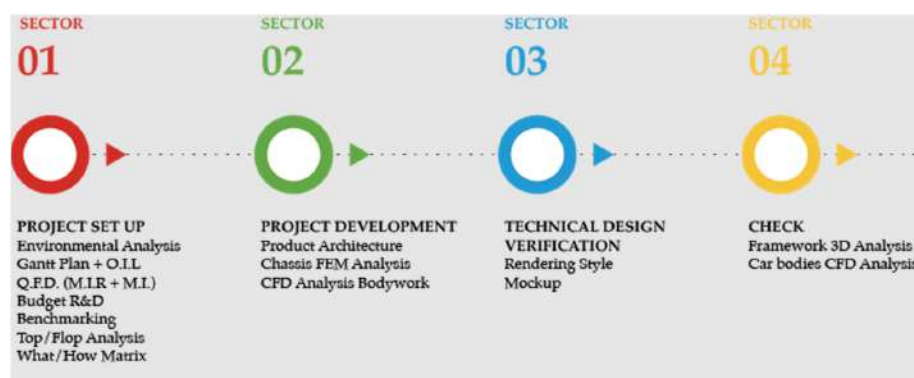 SECTOR
01
PROJECT SET UP
Environmental Analysis
Gantt Plan + O.I.L
Q.F.D. (M.I.R + M.I.)
Budget R&D
Benchmarking
Top/Flop Analysis
What/How Matrix
SECTOR
02
PROJECT DEVELOPMENT
Product Architecture
Chassis FEM Analysis
CFD Analysis Bodywork
SECTOR
03
TECHNICAL DESIGN
VERIFICATION
Rendering Style
Mockup
SECTOR
04
CHECK
Framework 3D Analysis
Car bodies CFD Analysis